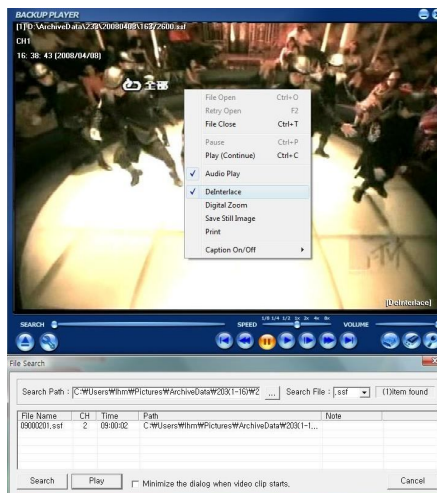 BACKUP PLAYER
[1] D:\ArchiveData\233\20080408\16372600.ssf
CH1
16: 38: 43 (2008/04/08)
全部
File Open Ctrl+O
Retry Open F2
File Close Ctrl+T
Pause Ctrl+P
Play (Continue) Ctrl+C
Audio Play
DeInterlace
Digital Zoom
Save Still Image
Print
Caption On/Off
[DeInterlace]
SEARCH
SPEED
1/8 1/4 1/2 1x 2x 4x 8x
VOLUME
File Search
Search Path : C:₩Users₩lhm₩Pictures₩ArchiveData₩203(1-16)₩2 ... Search File : .ssf (1)Item found
File Name CH Time Path Note
09000201.ssf 2 09:00:02 C:₩Users₩lhm₩Pictures₩ArchiveData₩203(1-1...
Search Play Minimize the dialog when video clip starts. Cancel